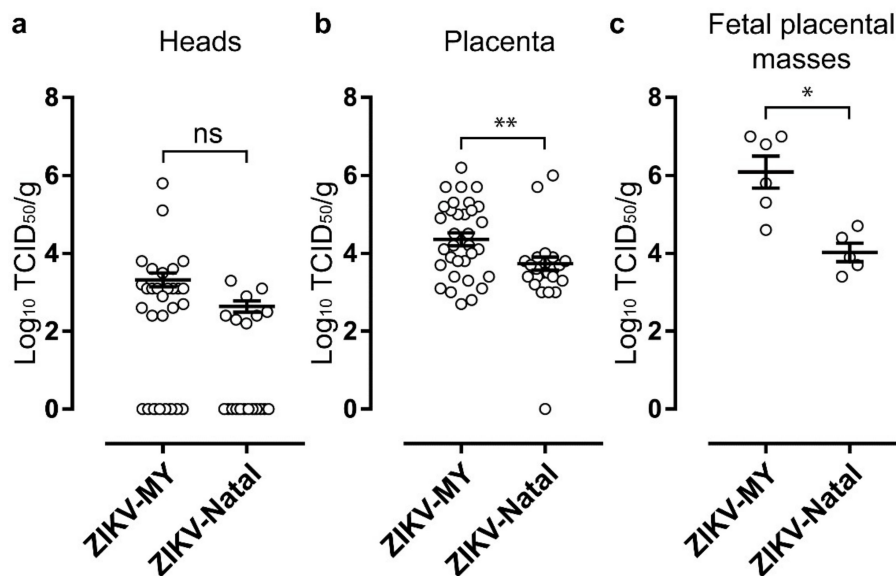 a
Heads
Log₁₀ TCID₅₀/g
8
6
4
2
0
ns
ZIKV-MY
ZIKV-Natal
b
Placenta
Log₁₀ TCID₅₀/g
8
6
4
2
0
**
ZIKV-MY
ZIKV-Natal
c
Fetal placental
masses
Log₁₀ TCID₅₀/g
8
6
4
2
0
*
ZIKV-MY
ZIKV-Natal